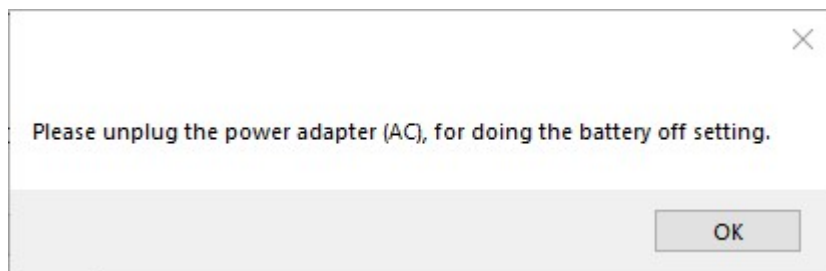 Please unplug the power adapter (AC), for doing the battery off setting.
OK